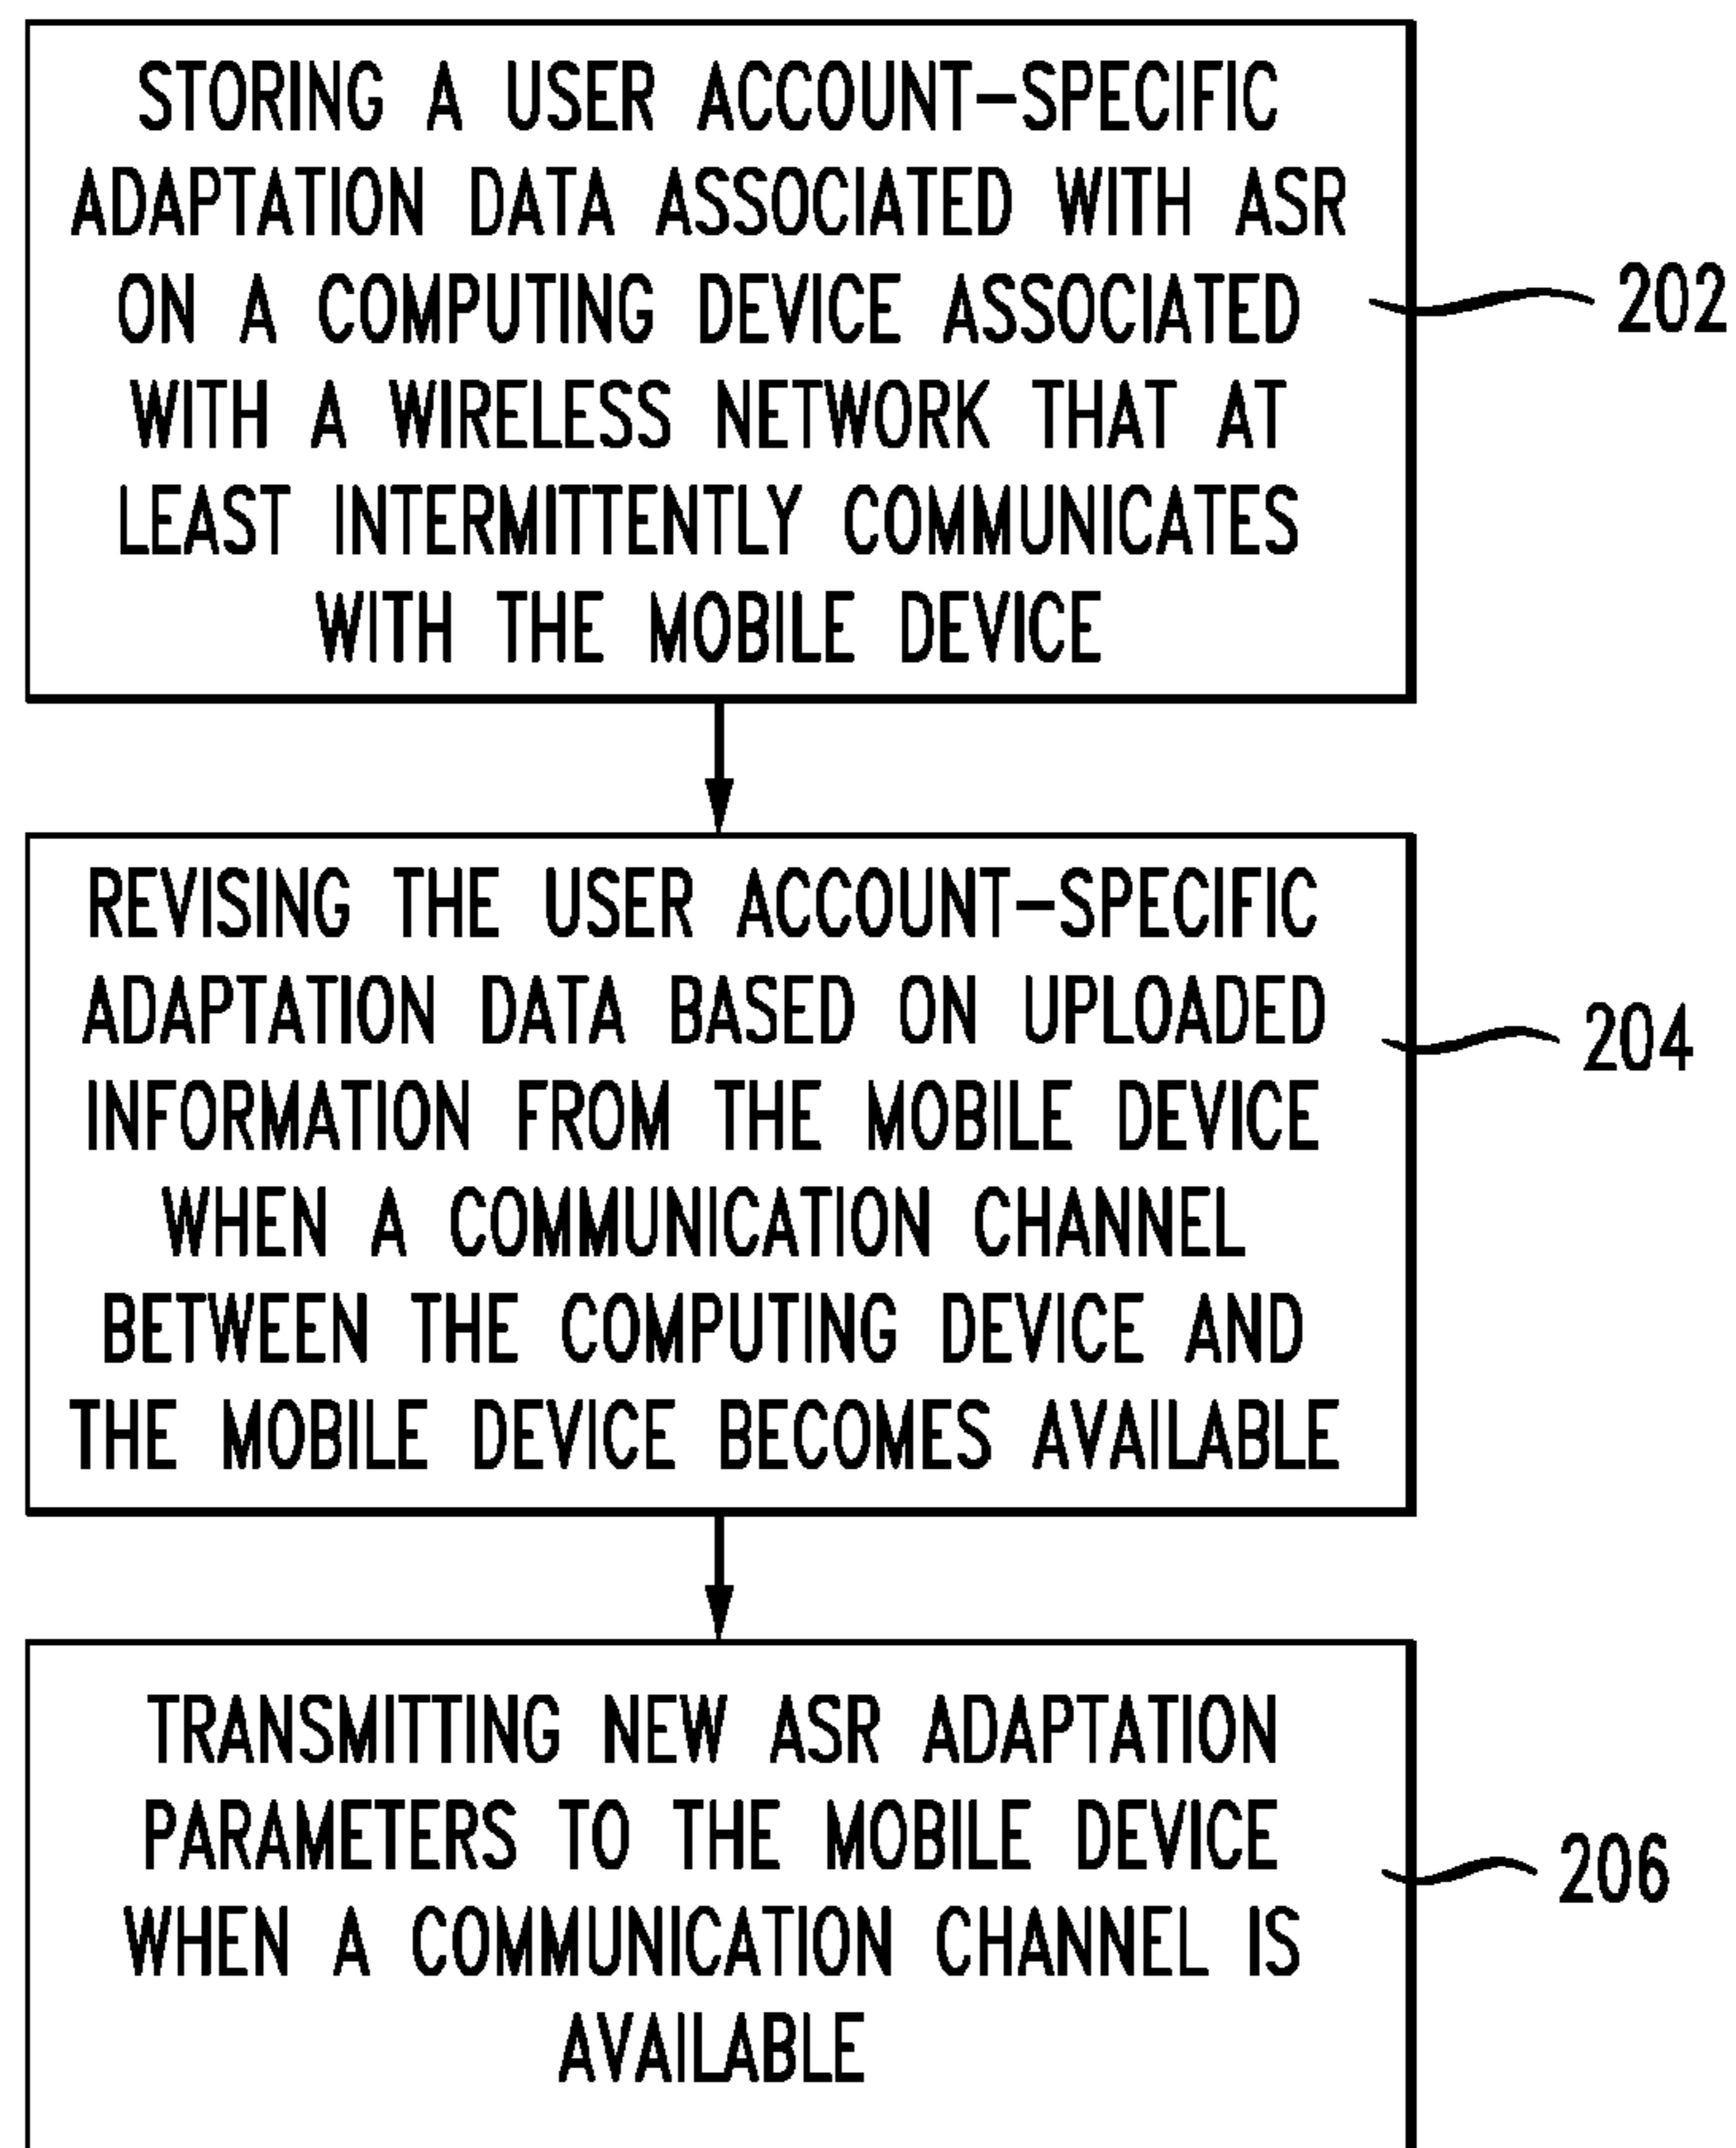 STORING A USER ACCOUNT-SPECIFIC
ADAPTATION DATA ASSOCIATED WITH ASR
ON A COMPUTING DEVICE ASSOCIATED
WITH A WIRELESS NETWORK THAT AT
LEAST INTERMITTENTLY COMMUNICATES
WITH THE MOBILE DEVICE
202
REVISING THE USER ACCOUNT-SPECIFIC
ADAPTATION DATA BASED ON UPLOADED
INFORMATION FROM THE MOBILE DEVICE
WHEN A COMMUNICATION CHANNEL
BETWEEN THE COMPUTING DEVICE AND
THE MOBILE DEVICE BECOMES AVAILABLE
204
TRANSMITTING NEW ASR ADAPTATION
PARAMETERS TO THE MOBILE DEVICE
WHEN A COMMUNICATION CHANNEL IS
AVAILABLE
206